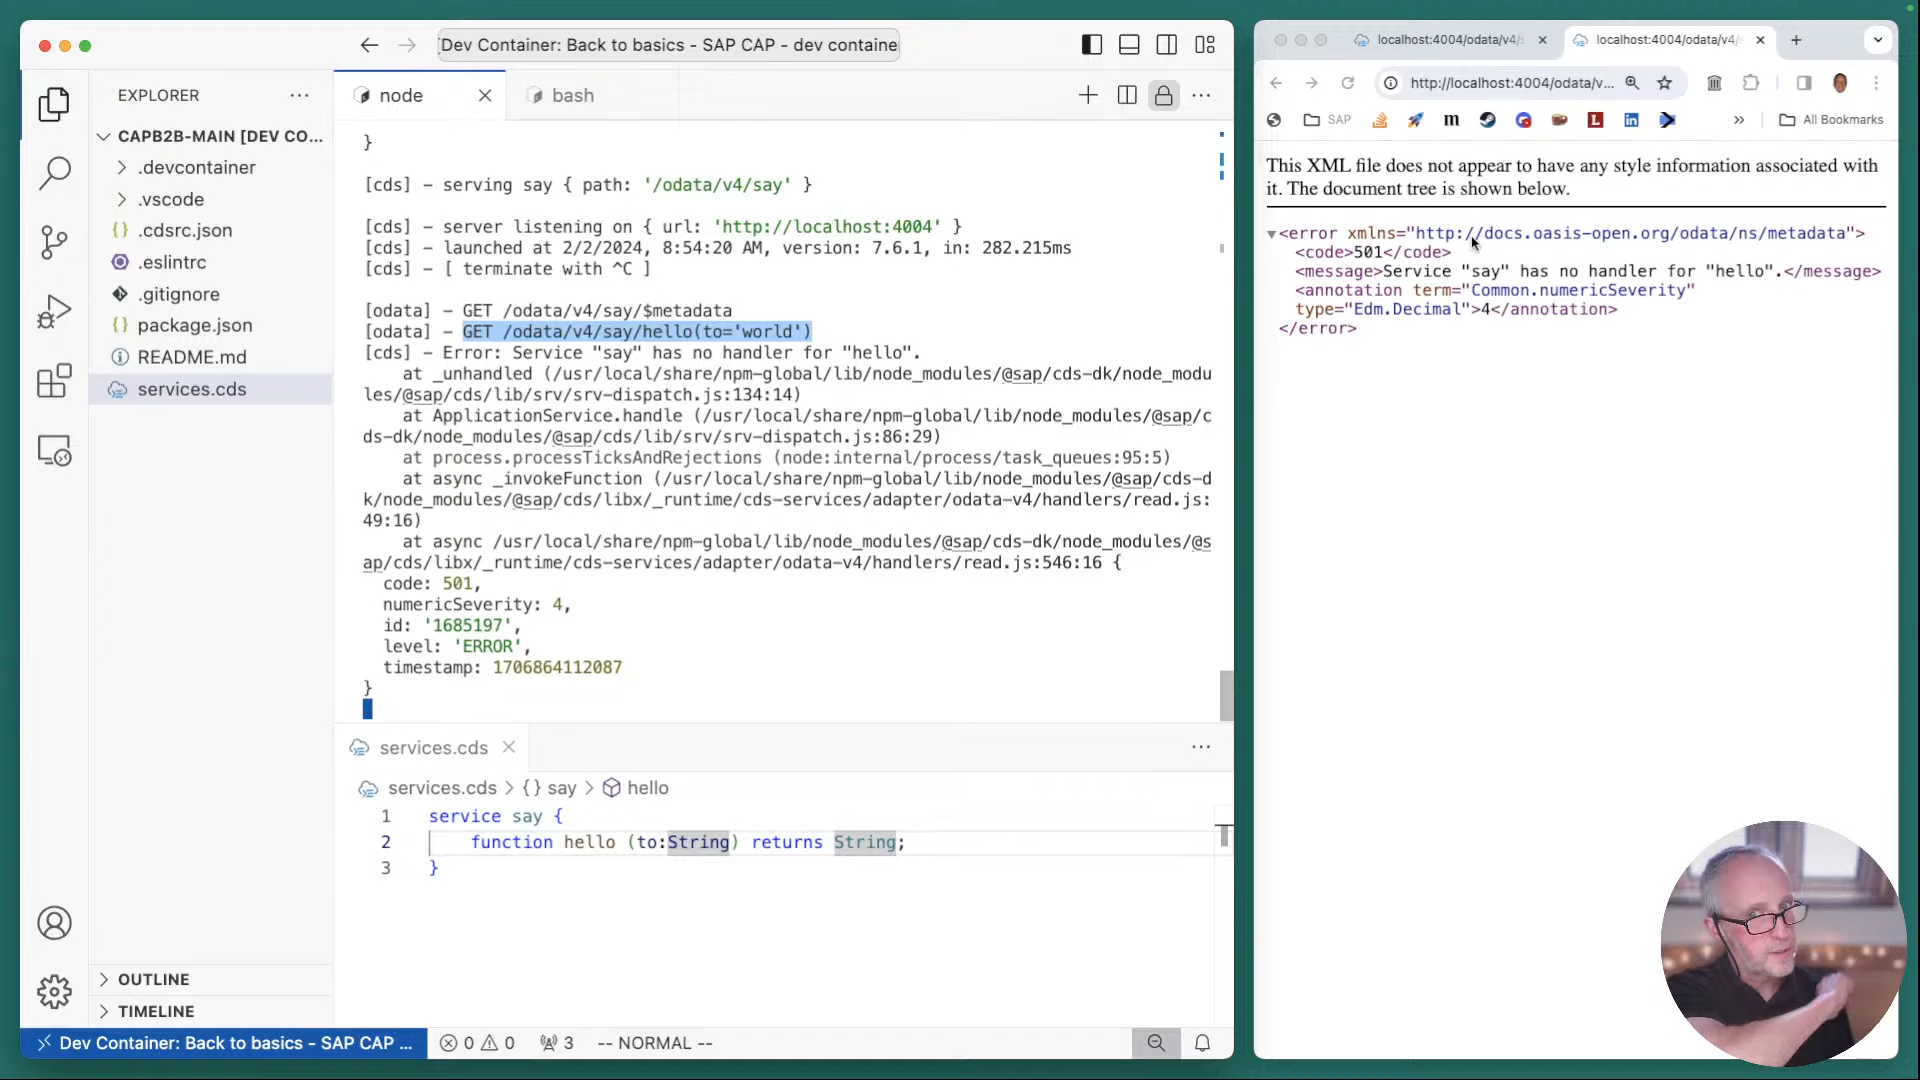 Dev Container: Back to basics - SAP CAP - dev containe
EXPLORER
CAPB2B-MAIN [DEV CO...
.devcontainer
.vscode
{} .cdsrc.json
.eslintrc
.gitignore
{} package.json
README.md
services.cds
OUTLINE
TIMELINE
node
bash
}
[cds] - serving say { path: '/odata/v4/say' }
[cds] - server listening on { url: 'http://localhost:4004' }
[cds] - launched at 2/2/2024, 8:54:20 AM, version: 7.6.1, in: 282.215ms
[cds] - [ terminate with ^C ]
[odata] - GET /odata/v4/say/$metadata
[odata] - GET /odata/v4/say/hello(to='world')
[cds] - Error: Service "say" has no handler for "hello".
at _unhandled (/usr/local/share/npm-global/lib/node_modules/@sap/cds-dk/node_modu
les/@sap/cds/lib/srv/srv-dispatch.js:134:14)
at ApplicationService.handle (/usr/local/share/npm-global/lib/node_modules/@sap/c
ds-dk/node_modules/@sap/cds/lib/srv/srv-dispatch.js:86:29)
at process.processTicksAndRejections (node:internal/process/task_queues:95:5)
at async _invokeFunction (/usr/local/share/npm-global/lib/node_modules/@sap/cds-d
k/node_modules/@sap/cds/libx/_runtime/cds-services/adapter/odata-v4/handlers/read.js:
49:16)
at async /usr/local/share/npm-global/lib/node_modules/@sap/cds-dk/node_modules/@s
ap/cds/libx/_runtime/cds-services/adapter/odata-v4/handlers/read.js:546:16 {
code: 501,
numericSeverity: 4,
id: '1685197',
level: 'ERROR',
timestamp: 1706864112087
}
services.cds
services.cds > {} say > hello
1 service say {
2 function hello (to:String) returns String;
3 }
Dev Container: Back to basics - SAP CAP ...
0 0 3 -- NORMAL --
localhost:4004/odata/v4/
localhost:4004/odata/v4/
http://localhost:4004/odata/v...
SAP
m
L
in
» All Bookmarks
This XML file does not appear to have any style information associated with
it. The document tree is shown below.
<error xmlns="http://docs.oasis-open.org/odata/ns/metadata">
<code>501</code>
<message>Service "say" has no handler for "hello".</message>
<annotation term="Common.numericSeverity"
type="Edm.Decimal">4</annotation>
</error>